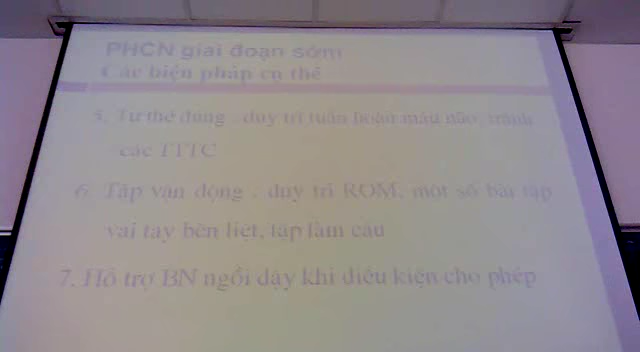 PHCN giai đoạn sớm
Các biện pháp cụ thể
5. Tư thế đúng , duy trì tuần hoàn máu não, tránh
các TTTC
6. Tập vận động , duy trì ROM, một số bài tập
vai tay bên liệt, tập làm cầu
7. Hỗ trợ BN ngồi dậy khi điều kiện cho phép